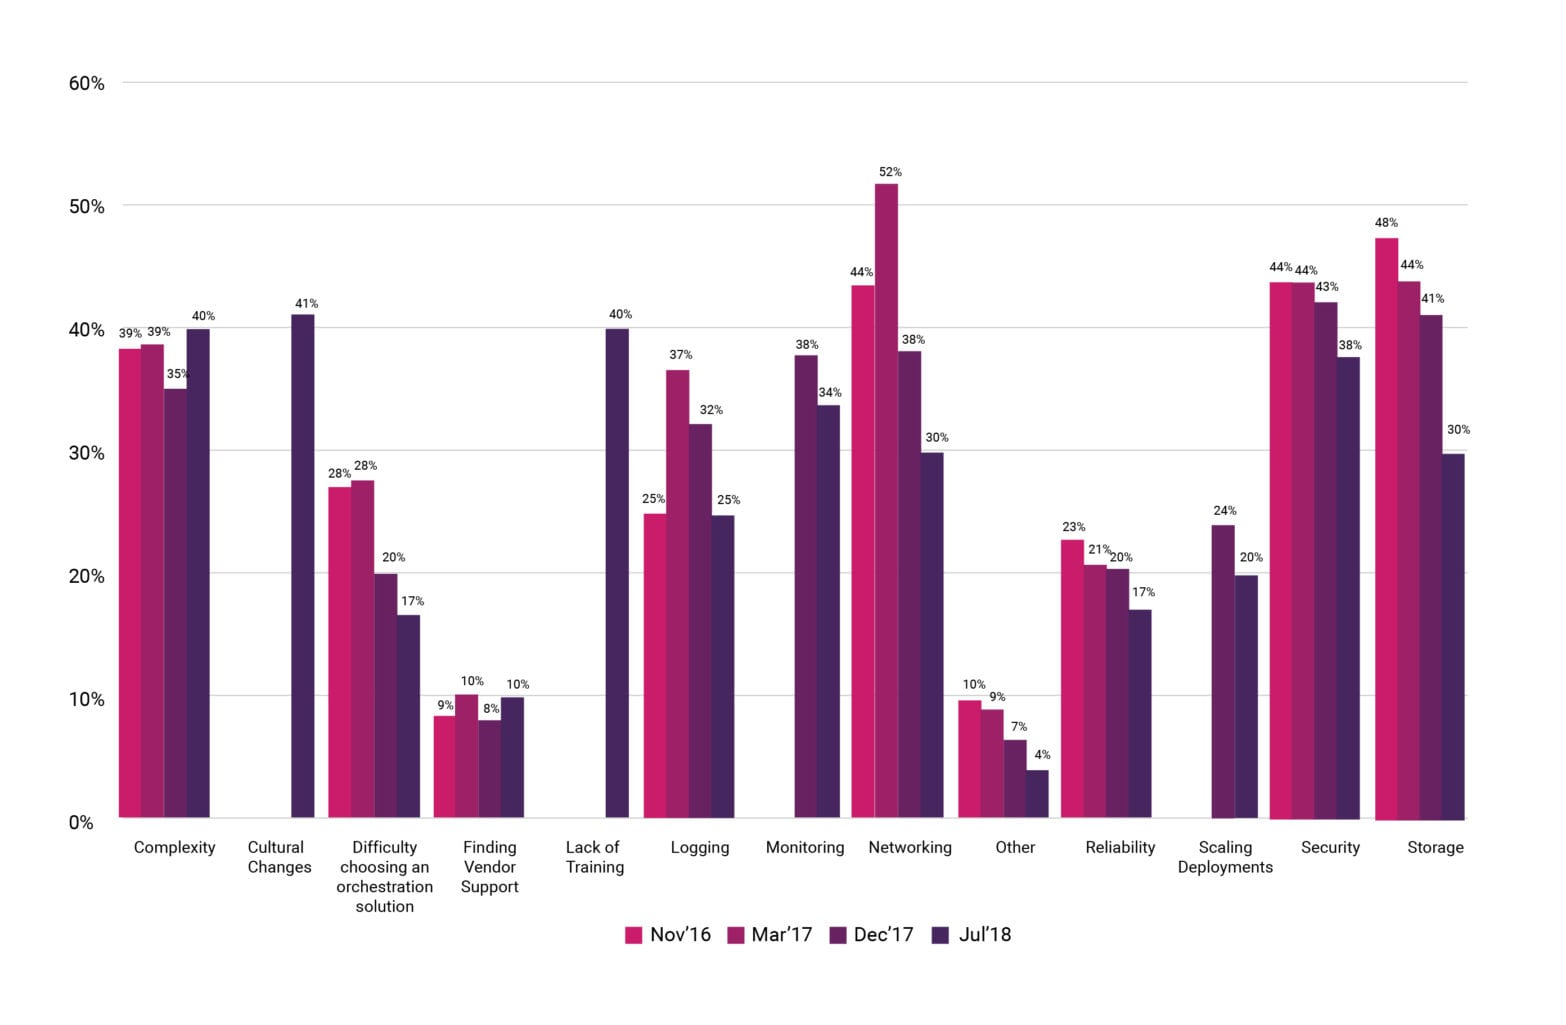 60%
50%
40%
30%
20%
10%
0%
39%
39%
35%
40%
41%
28%
28%
20%
17%
9%
10%
8%
10%
40%
25%
37%
32%
25%
38%
34%
44%
52%
38%
30%
10%
9%
7%
4%
23%
21%
20%
17%
24%
20%
44%
44%
43%
38%
48%
44%
41%
30%
Complexity
Cultural
Changes
Difficulty
choosing an
orchestration
solution
Finding
Vendor
Support
Lack of
Training
Logging
Monitoring
Networking
Other
Reliability
Scaling
Deployments
Security
Storage
Nov’16 Mar’17 Dec’17 Jul’18